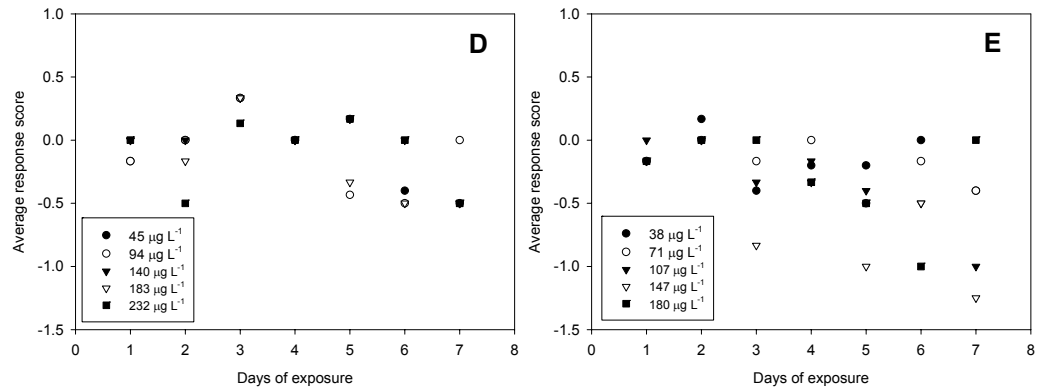 D
Average response score
1.0
0.5
0.0
-0.5
-1.0
-1.5
45 µg L⁻¹
94 µg L⁻¹
140 µg L⁻¹
183 µg L⁻¹
232 µg L⁻¹
0 1 2 3 4 5 6 7 8
Days of exposure
E
Average response score
1.0
0.5
0.0
-0.5
-1.0
-1.5
38 µg L⁻¹
71 µg L⁻¹
107 µg L⁻¹
147 µg L⁻¹
180 µg L⁻¹
0 1 2 3 4 5 6 7 8
Days of exposure